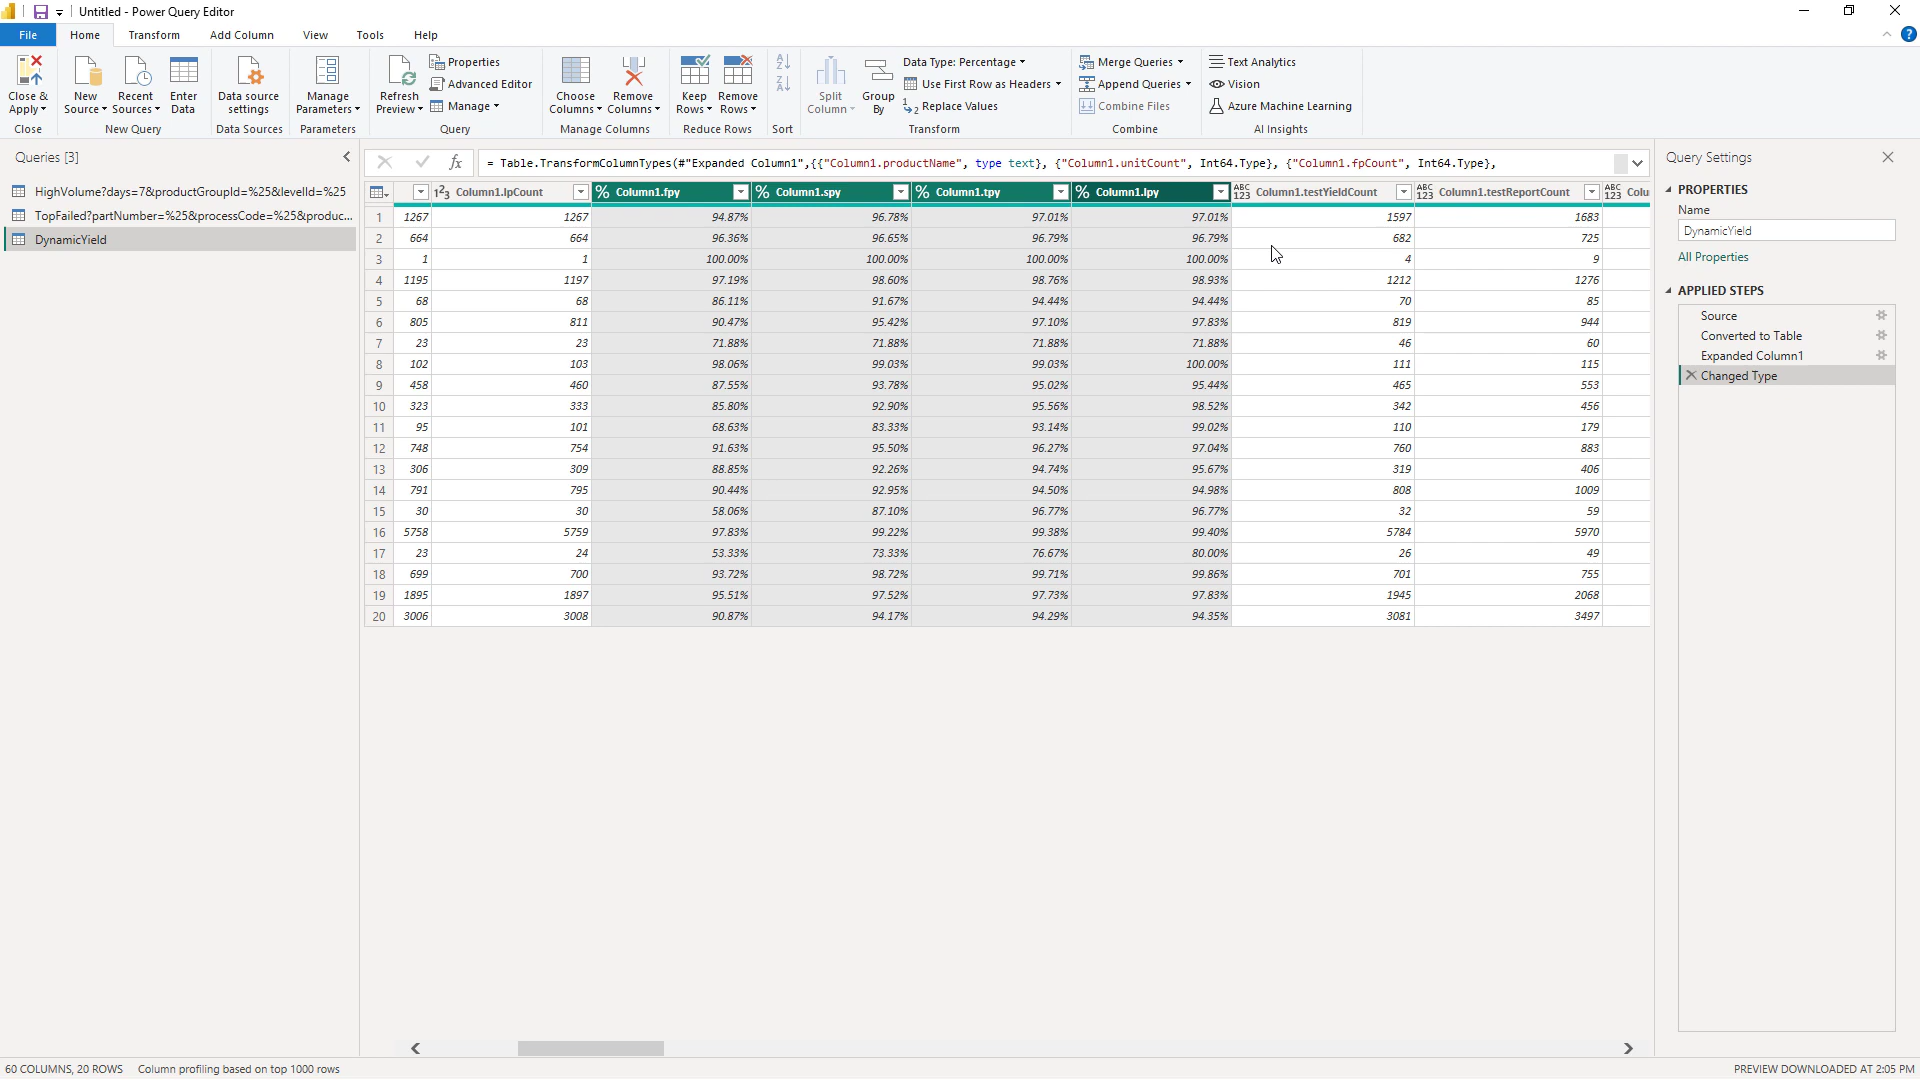 Untitled - Power Query Editor
File Home Transform Add Column View Tools Help
Close & Apply
New Source
Recent Sources
Enter Data
Data source settings
Manage Parameters
Refresh Preview
Properties
Advanced Editor
Manage
Choose Columns
Remove Columns
Keep Rows
Remove Rows
Split Column
Group By
Data Type: Percentage
Use First Row as Headers
Replace Values
Merge Queries
Append Queries
Combine Files
Text Analytics
Vision
Azure Machine Learning
Close New Query Data Sources Parameters Query Manage Columns Reduce Rows Sort Transform Combine AI Insights
Queries [3]
HighVolume?days=7&productGroupId=%25&levelId=%25
TopFailed?partNumber=%25&processCode=%25&produc...
DynamicYield
= Table.TransformColumnTypes(#"Expanded Column1",{{"Column1.productName", type text}, {"Column1.unitCount", Int64.Type}, {"Column1.fpCount", Int64.Type},
Column1.lpCount % Column1.fpy % Column1.spy % Column1.tpy % Column1.lpy ABC 123 Column1.testYieldCount ABC 123 Column1.testReportCount ABC 123 Colu
1 1267 1267 94.87% 96.78% 97.01% 97.01% 1597 1683
2 664 664 96.36% 96.65% 96.79% 96.79% 682 725
3 1 1 100.00% 100.00% 100.00% 100.00% 4 9
4 1195 1197 97.19% 98.60% 98.76% 98.93% 1212 1276
5 68 68 86.11% 91.67% 94.44% 94.44% 70 85
6 805 811 90.47% 95.42% 97.10% 97.83% 819 944
7 23 23 71.88% 71.88% 71.88% 71.88% 46 60
8 102 103 98.06% 99.03% 99.03% 100.00% 111 115
9 458 460 87.55% 93.78% 95.02% 95.44% 465 553
10 323 333 85.80% 92.90% 95.56% 98.52% 342 456
11 95 101 68.63% 83.33% 93.14% 99.02% 110 179
12 748 754 91.63% 95.50% 96.27% 97.04% 760 883
13 306 309 88.85% 92.26% 94.74% 95.67% 319 406
14 791 795 90.44% 92.95% 94.50% 94.98% 808 1009
15 30 30 58.06% 87.10% 96.77% 96.77% 32 59
16 5758 5759 97.83% 99.22% 99.38% 99.40% 5784 5970
17 23 24 53.33% 73.33% 76.67% 80.00% 26 49
18 699 700 93.72% 98.72% 99.71% 99.86% 701 755
19 1895 1897 95.51% 97.52% 97.73% 97.83% 1945 2068
20 3006 3008 90.87% 94.17% 94.29% 94.35% 3081 3497
Query Settings
PROPERTIES
Name
DynamicYield
All Properties
APPLIED STEPS
Source
Converted to Table
Expanded Column1
Changed Type
60 COLUMNS, 20 ROWS Column profiling based on top 1000 rows PREVIEW DOWNLOADED AT 2:05 PM